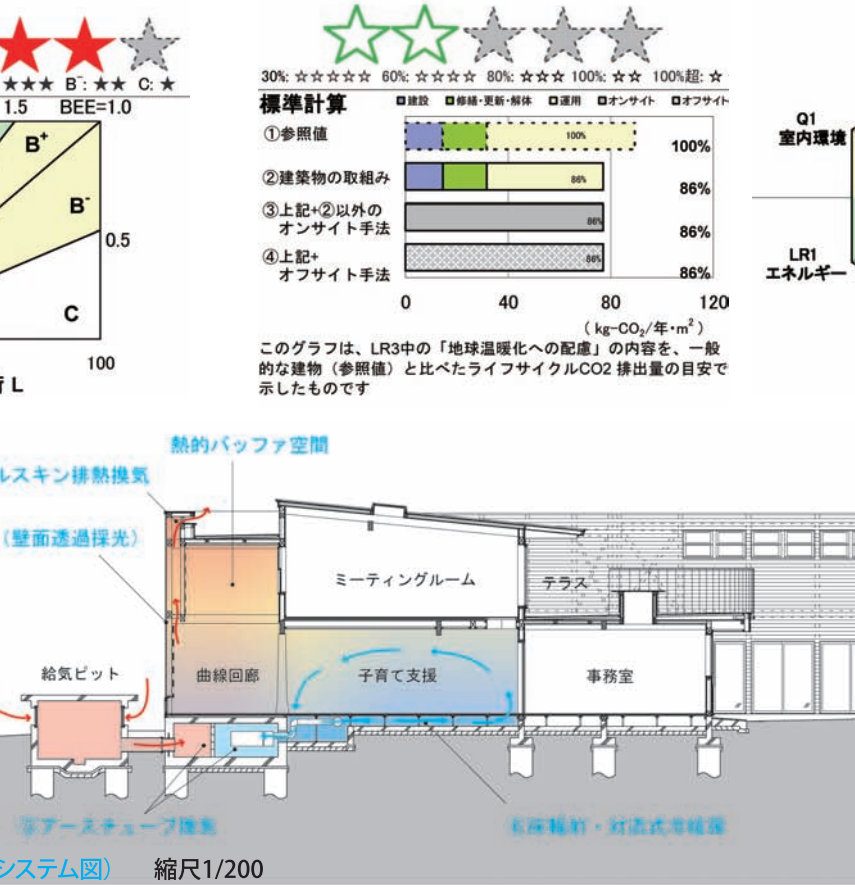 ★★★ B⁻: ★★ C: ★
1.5 BEE=1.0
B⁺
B⁻
0.5
C
100
L
30%: ☆☆☆☆☆ 60%: ☆☆☆☆ 80%: ☆☆☆ 100%: ☆☆ 100%超: ☆
標準計算
■建設 ■修繕・更新・解体 □運用 ■オンサイト □オフサイト
①参照値
100%
100%
②建築物の取組み
86%
86%
③上記+②以外の
オンサイト手法
86%
86%
④上記+
オフサイト手法
86%
86%
0 40 80 120
( kg-CO₂/年・m² )
このグラフは、LR3中の「地球温暖化への配慮」の内容を、一般
的な建物（参照値）と比べたライフサイクルCO2 排出量の目安で
示したものです
Q1
室内環境
LR1
エネルギー
熱的バッファ空間
ルスキン排熱換気
（壁面透過採光）
ミーティングルーム
テラス
給気ピット
曲線回廊
子育て支援
事務室
アースチューブ換気
システム図） 縮尺1/200